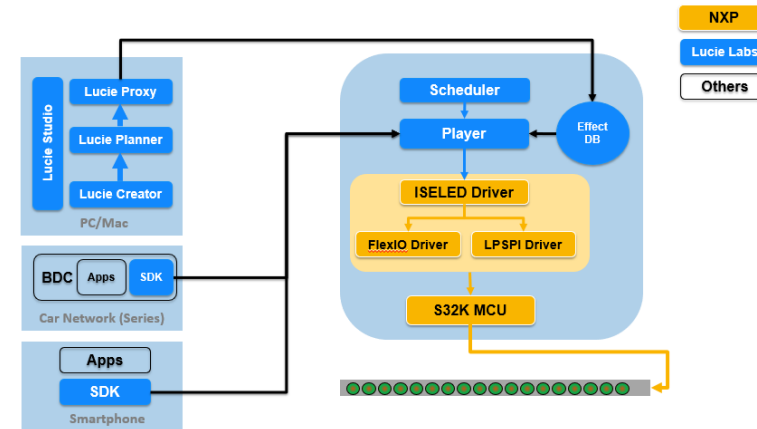 NXP
Lucie Labs
Others
Lucie Studio
Lucie Proxy
Lucie Planner
Lucie Creator
PC/Mac
BDC
Apps
SDK
Car Network (Series)
Apps
SDK
Smartphone
Scheduler
Player
Effect
DB
ISELED Driver
FlexIO Driver
LPSPI Driver
S32K MCU